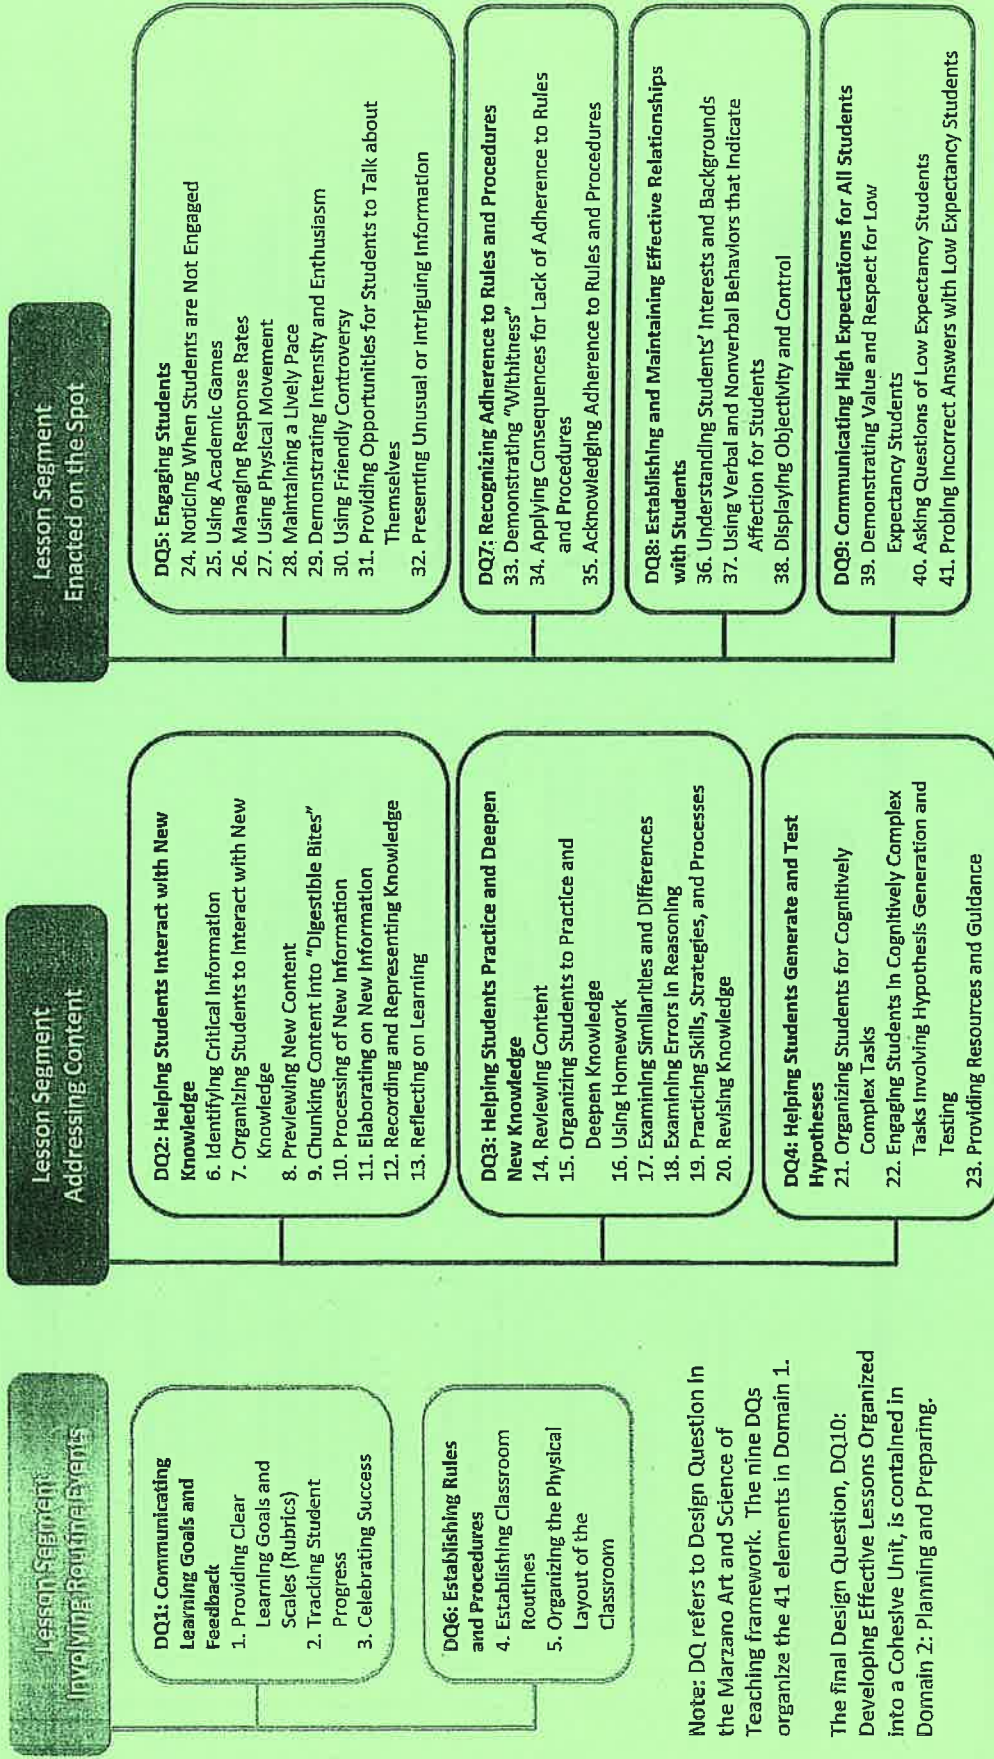 Lesson Segment
Involving Routine Events
DQ1: Communicating
Learning Goals and
Feedback
1. Providing Clear
Learning Goals and
Scales (Rubrics)
2. Tracking Student
Progress
3. Celebrating Success
DQ6: Establishing Rules
and Procedures
4. Establishing Classroom
Routines
5. Organizing the Physical
Layout of the
Classroom
Note: DQ refers to Design Question in
the Marzano Art and Science of
Teaching framework. The nine DQs
organize the 41 elements in Domain 1.
The final Design Question, DQ10:
Developing Effective Lessons Organized
into a Cohesive Unit, is contained in
Domain 2: Planning and Preparing.
Lesson Segment
Addressing Content
DQ2: Helping Students Interact with New
Knowledge
6. Identifying Critical Information
7. Organizing Students to Interact with New
Knowledge
8. Previewing New Content
9. Chunking Content into "Digestible Bites"
10. Processing of New Information
11. Elaborating on New Information
12. Recording and Representing Knowledge
13. Reflecting on Learning
DQ3: Helping Students Practice and Deepen
New Knowledge
14. Reviewing Content
15. Organizing Students to Practice and
Deepen Knowledge
16. Using Homework
17. Examining Similarities and Differences
18. Examining Errors in Reasoning
19. Practicing Skills, Strategies, and Processes
20. Revising Knowledge
DQ4: Helping Students Generate and Test
Hypotheses
21. Organizing Students for Cognitively
Complex Tasks
22. Engaging Students in Cognitively Complex
Tasks Involving Hypothesis Generation and
Testing
23. Providing Resources and Guidance
Lesson Segment
Enacted on the Spot
DQ5: Engaging Students
24. Noticing When Students are Not Engaged
25. Using Academic Games
26. Managing Response Rates
27. Using Physical Movement
28. Maintaining a Lively Pace
29. Demonstrating Intensity and Enthusiasm
30. Using Friendly Controversy
31. Providing Opportunities for Students to Talk about
Themselves
32. Presenting Unusual or Intriguing Information
DQ7: Recognizing Adherence to Rules and Procedures
33. Demonstrating "Withitness"
34. Applying Consequences for Lack of Adherence to Rules
and Procedures
35. Acknowledging Adherence to Rules and Procedures
DQ8: Establishing and Maintaining Effective Relationships
with Students
36. Understanding Students' Interests and Backgrounds
37. Using Verbal and Nonverbal Behaviors that Indicate
Affection for Students
38. Displaying Objectivity and Control
DQ9: Communicating High Expectations for All Students
39. Demonstrating Value and Respect for Low
Expectancy Students
40. Asking Questions of Low Expectancy Students
41. Probing Incorrect Answers with Low Expectancy Students